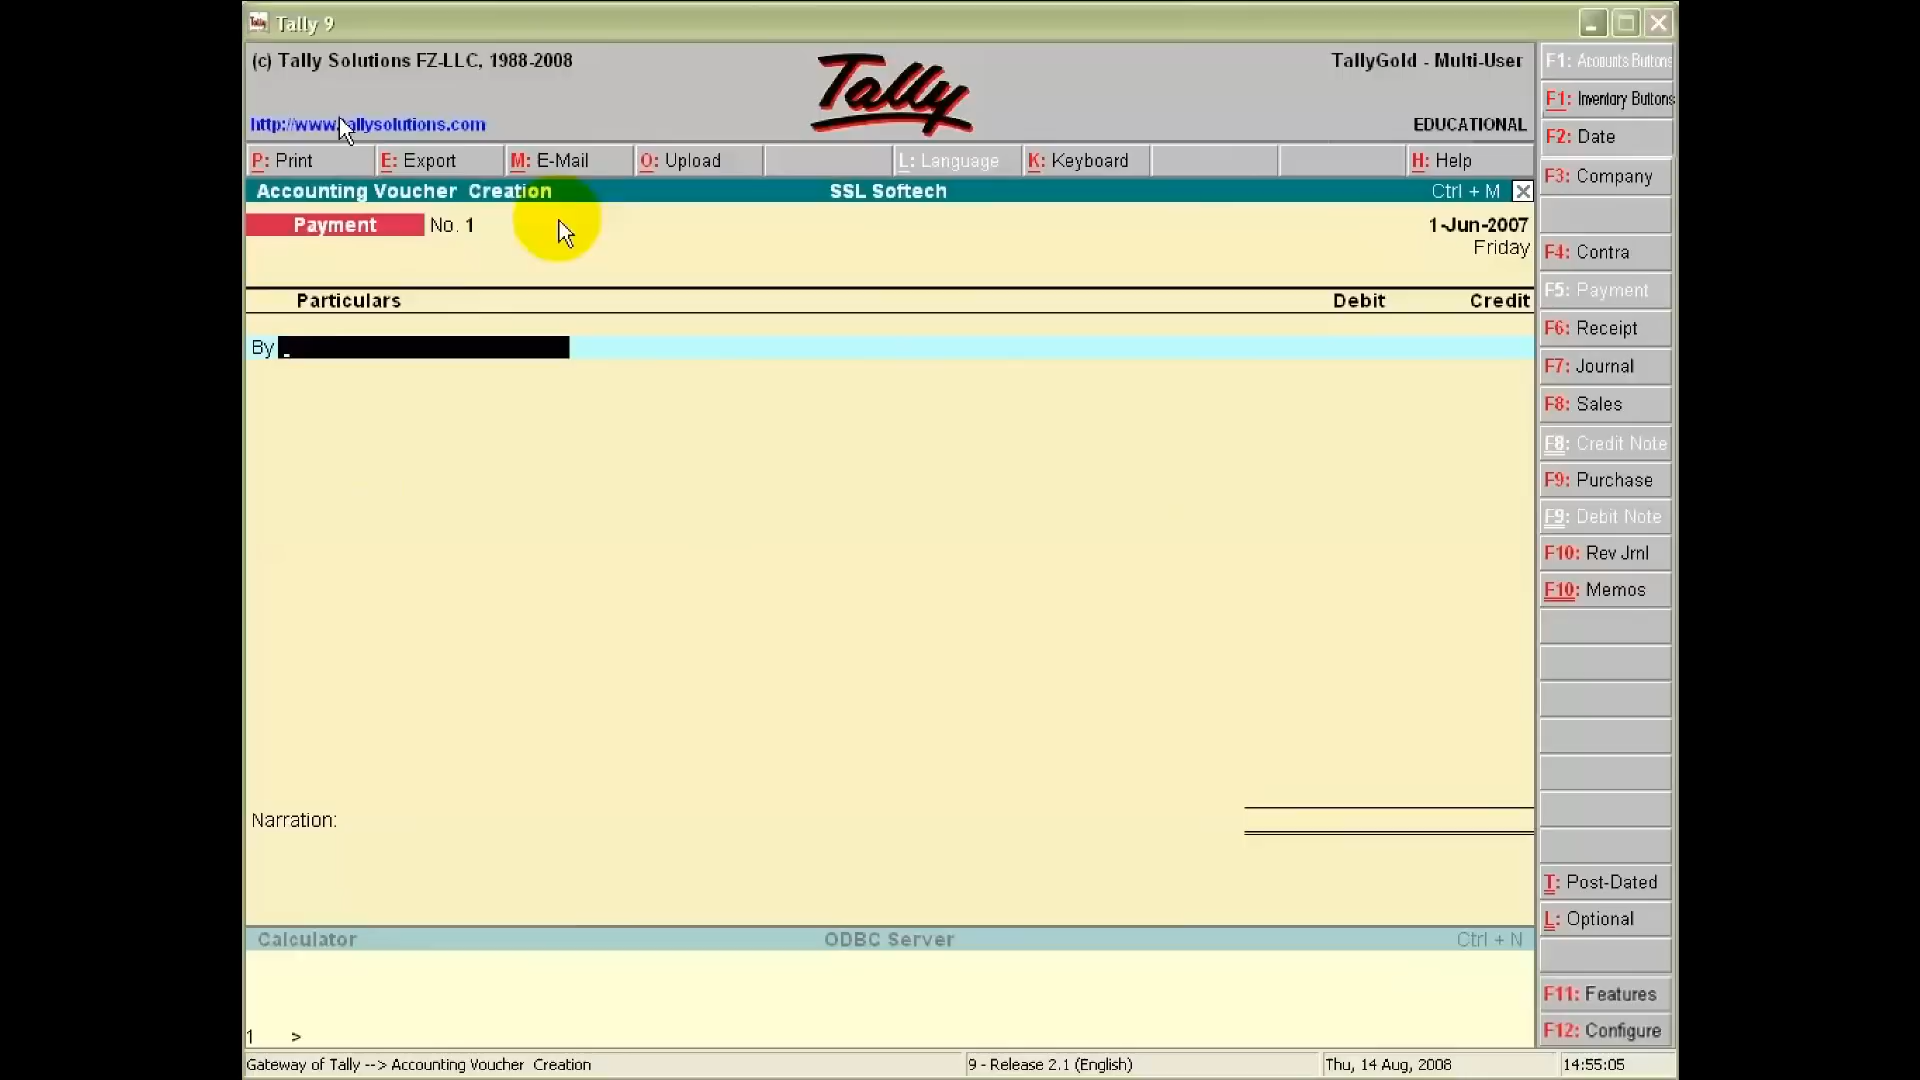 Tally 9
(c) Tally Solutions FZ-LLC, 1988-2008
TallyGold - Multi-User
Tally
http://www.tallysolutions.com
EDUCATIONAL
P: Print
E: Export
M: E-Mail
O: Upload
L: Language
K: Keyboard
H: Help
Accounting Voucher Creation
SSL Softech
Ctrl + M
Payment No. 1
1-Jun-2007
Friday
Particulars
Debit
Credit
By
Narration:
Calculator
ODBC Server
Ctrl + N
1 >
F1: Accounts Buttons
F1: Inventory Buttons
F2: Date
F3: Company
F4: Contra
F5: Payment
F6: Receipt
F7: Journal
F8: Sales
F8: Credit Note
F9: Purchase
F9: Debit Note
F10: Rev Jrnl
F10: Memos
T: Post-Dated
L: Optional
F11: Features
F12: Configure
Gateway of Tally --> Accounting Voucher Creation
9 - Release 2.1 (English)
Thu, 14 Aug, 2008
14:55:05